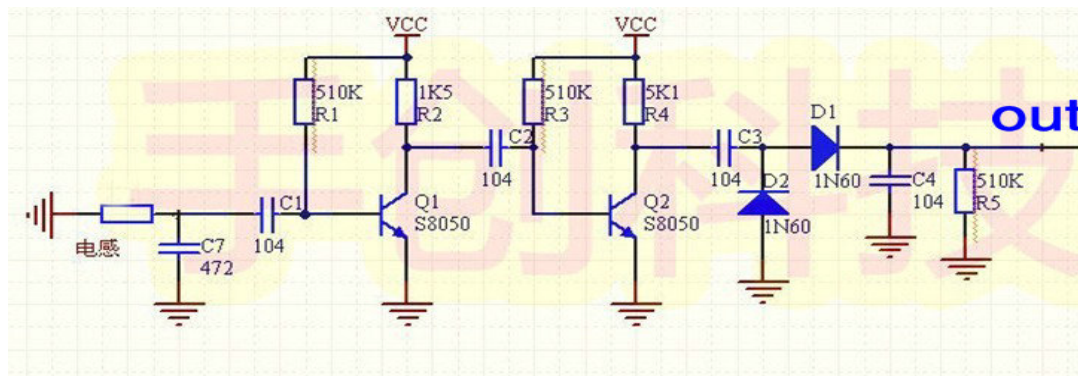 VCC
VCC
510K
R1
1K5
R2
510K
R3
5K1
R4
D1
out
C2
104
C3
104
1N60
D2
1N60
C4
104
510K
R5
C1
104
Q1
S8050
Q2
S8050
电感
C7
472
手创科技